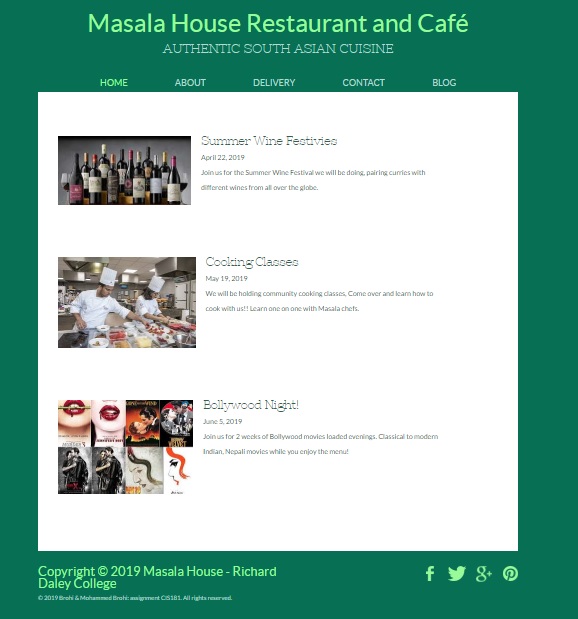 Masala House Restaurant and Café
AUTHENTIC SOUTH ASIAN CUISINE
HOME ABOUT DELIVERY CONTACT BLOG
Summer Wine Festivies
April 22, 2019
Join us for the Summer Wine Festival we will be doing, pairing curries with
different wines from all over the globe.
Cooking Classes
May 19, 2019
We will be holding community cooking classes, Come over and learn how to
cook with us!! Learn one on one with Masala chefs.
Bollywood Night!
June 5, 2019
Join us for 2 weeks of Bollywood movies loaded evenings. Classical to modern
Indian, Nepali movies while you enjoy the menu!
Copyright © 2019 Masala House - Richard
Daley College
© 2019 Brohi & Mohammed Brohi: assignment CIS181. All rights reserved.